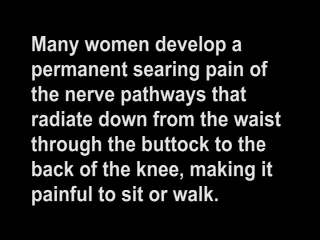 Many women develop a
permanent searing pain of
the nerve pathways that
radiate down from the waist
through the buttock to the
back of the knee, making it
painful to sit or walk.